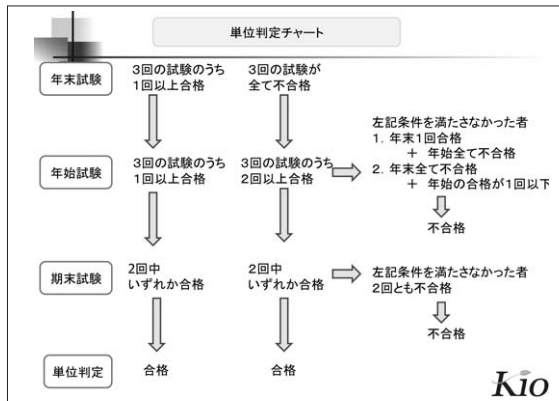 単位判定チャート
年末試験
3回の試験のうち
1回以上合格
3回の試験が
全て不合格
左記条件を満たさなかった者
1. 年末1回合格
+ 年始全て不合格
2. 年末全て不合格
+ 年始の合格が1回以下
不合格
年始試験
3回の試験のうち
1回以上合格
3回の試験のうち
2回以上合格
期末試験
2回中
いずれか合格
2回中
いずれか合格
左記条件を満たさなかった者
2回とも不合格
不合格
単位判定
合格
合格
Kio